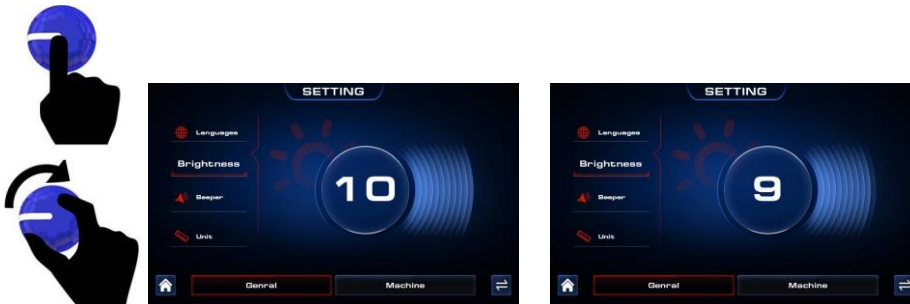 SETTING
Languages
Brightness
10
Beeper
Unit
Genral
Machine
SETTING
Languages
Brightness
9
Beeper
Unit
Genral
Machine